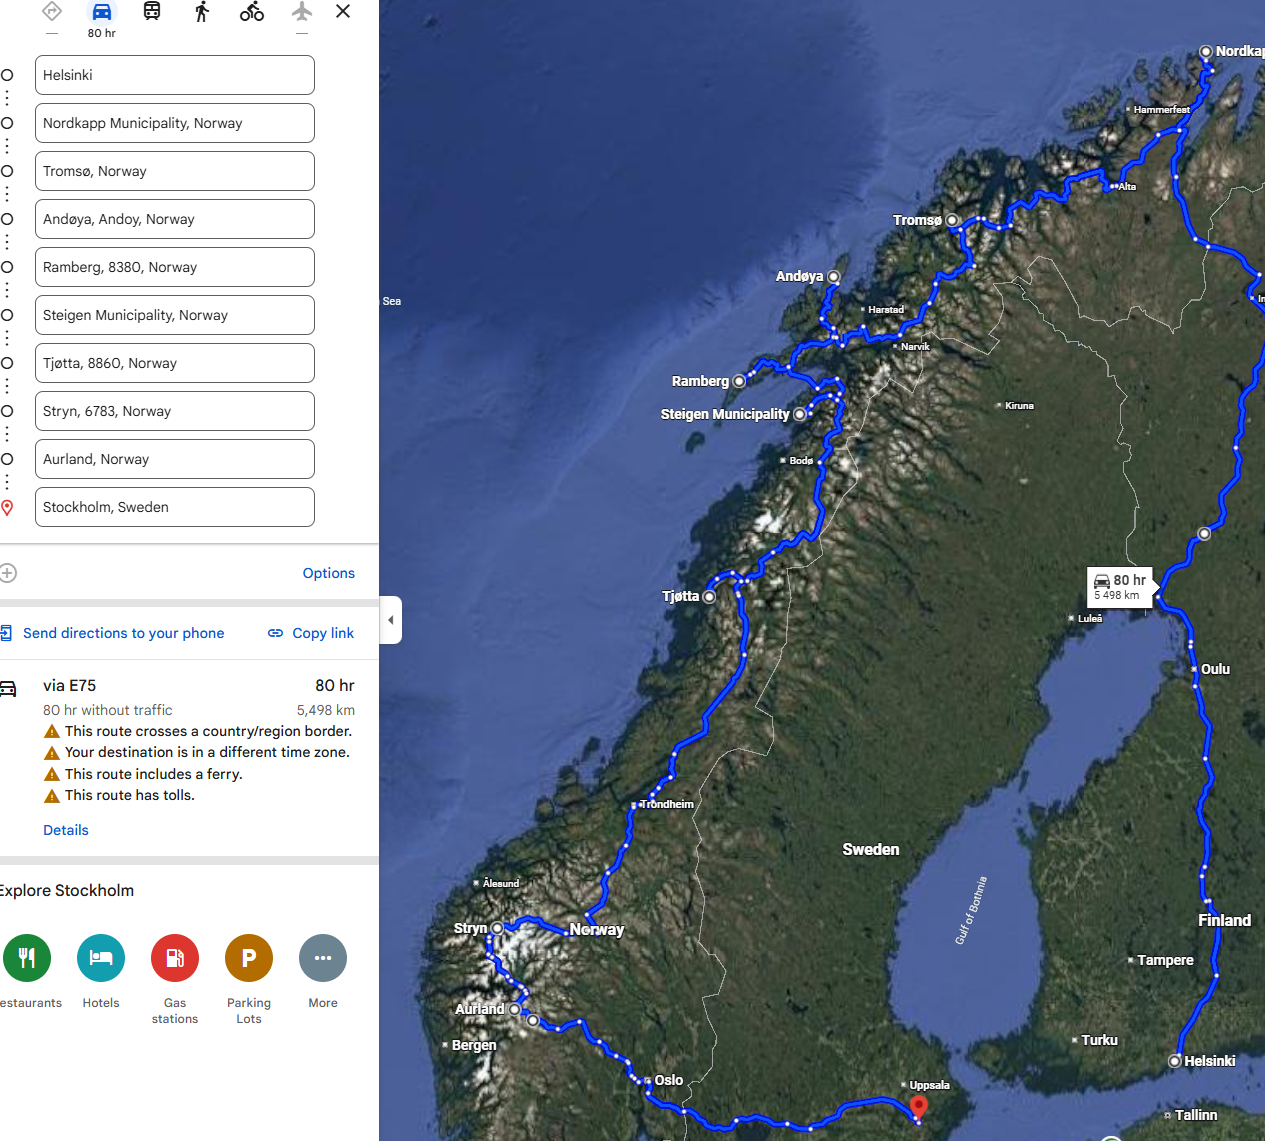 80 hr
Helsinki
Nordkapp Municipality, Norway
Tromsø, Norway
Andøya, Andoy, Norway
Ramberg, 8380, Norway
Steigen Municipality, Norway
Tjøtta, 8860, Norway
Stryn, 6783, Norway
Aurland, Norway
Stockholm, Sweden
Options
Send directions to your phone
Copy link
via E75
80 hr
80 hr without traffic
5,498 km
This route crosses a country/region border.
Your destination is in a different time zone.
This route includes a ferry.
This route has tolls.
Details
Explore Stockholm
estaurants
Hotels
Gas stations
P
Parking Lots
More
Nordkap
Hammerfest
Alta
Tromsø
Andøya
Sea
Harstad
In
Narvik
Ramberg
Kiruna
Steigen Municipality
Bodø
80 hr
5 498 km
Tjøtta
Luleå
Oulu
Trondheim
Sweden
Ålesund
Gulf of Bothnia
Finland
Stryn
Norway
Tampere
Aurland
Bergen
Turku
Helsinki
Oslo
Uppsala
Tallinn